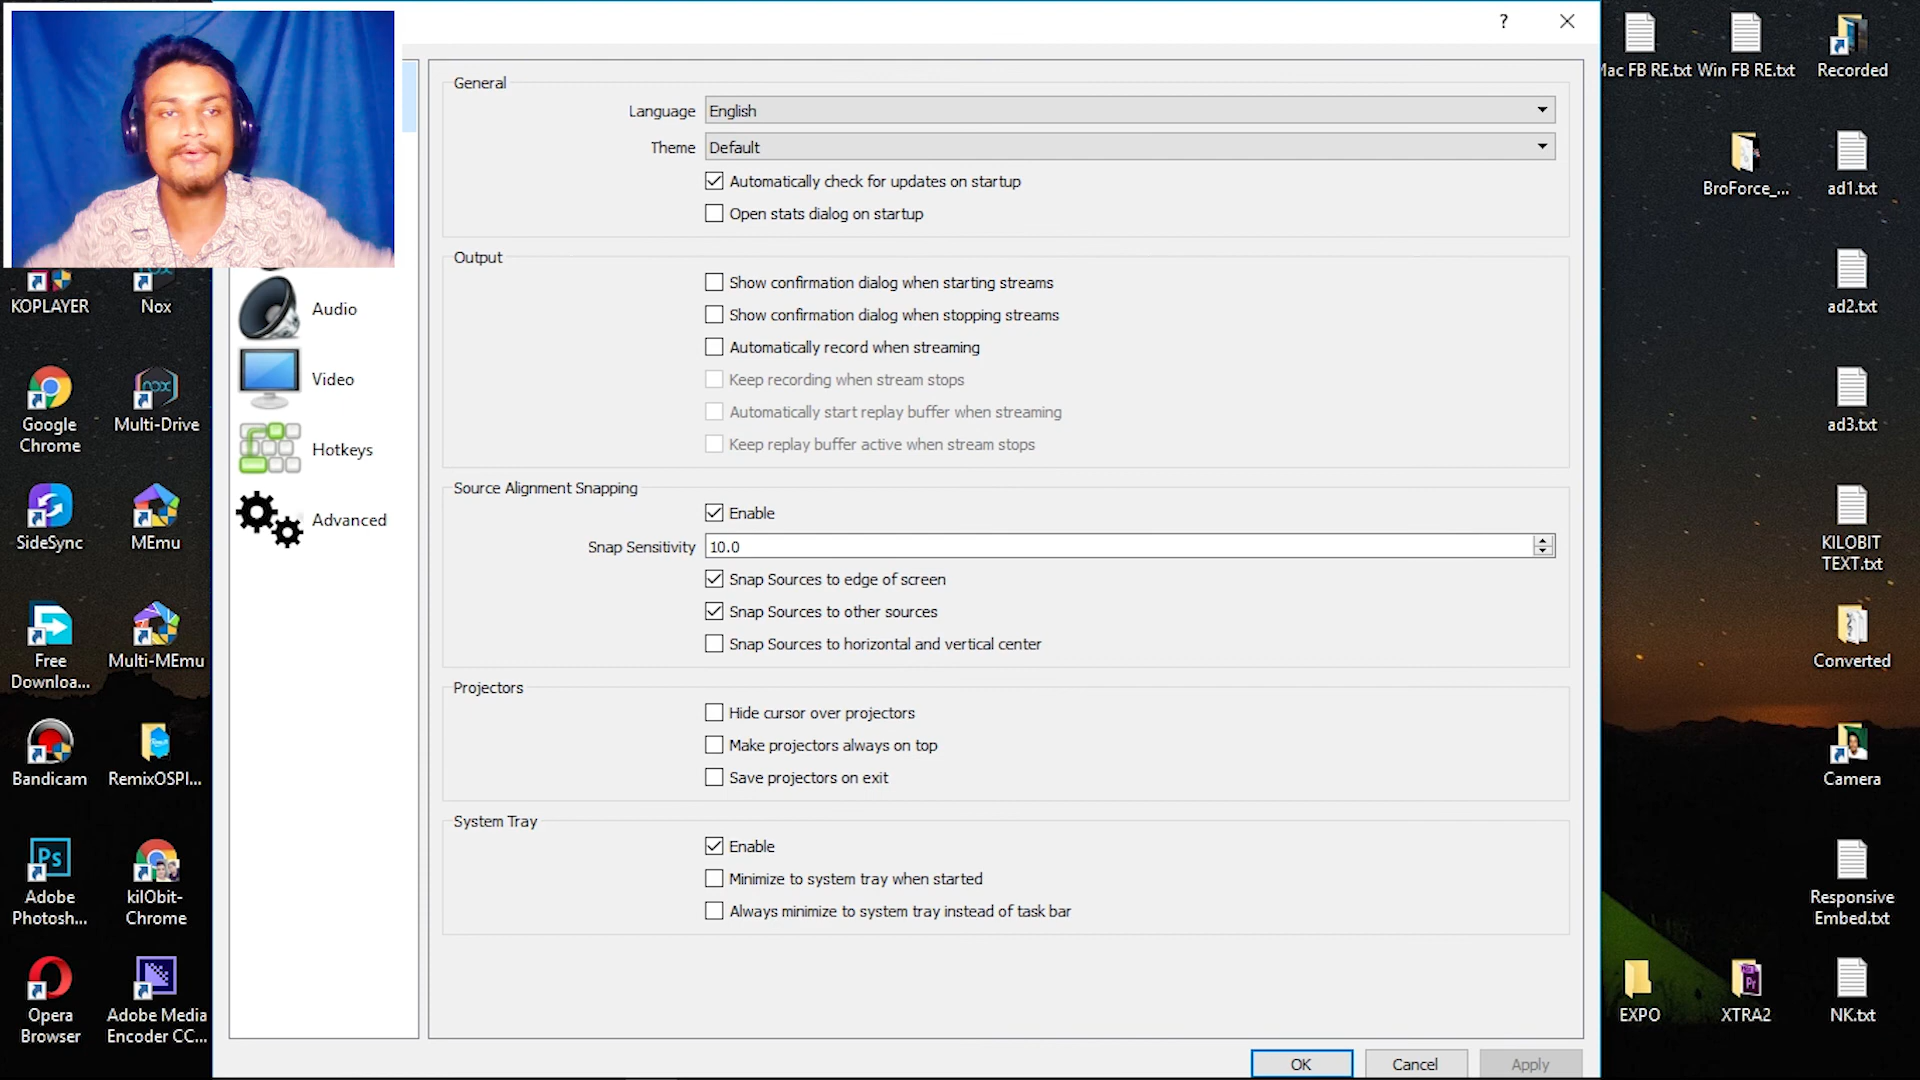 ?
General
Language English
Theme Default
Automatically check for updates on startup
Open stats dialog on startup
Output
Show confirmation dialog when starting streams
Show confirmation dialog when stopping streams
Automatically record when streaming
Keep recording when stream stops
Automatically start replay buffer when streaming
Keep replay buffer active when stream stops
Source Alignment Snapping
Enable
Snap Sensitivity 10.0
Snap Sources to edge of screen
Snap Sources to other sources
Snap Sources to horizontal and vertical center
Projectors
Hide cursor over projectors
Make projectors always on top
Save projectors on exit
System Tray
Enable
Minimize to system tray when started
Always minimize to system tray instead of task bar
OK Cancel Apply
Audio
Video
Hotkeys
Advanced
KOPLAYER
Nox
Google
Chrome
Multi-Drive
SideSync
MEmu
Free
Downloa...
Multi-MEmu
Bandicam
RemixOSPl...
Ps
Adobe
Photosh...
kil0bit-
Chrome
Opera
Browser
Adobe Media
Encoder CC...
Mac FB RE.txt
Win FB RE.txt
Recorded
BroForce_...
ad1.txt
ad2.txt
ad3.txt
KILOBIT
TEXT.txt
Converted
Camera
Responsive
Embed.txt
EXPO
Pr
XTRA2
NK.txt